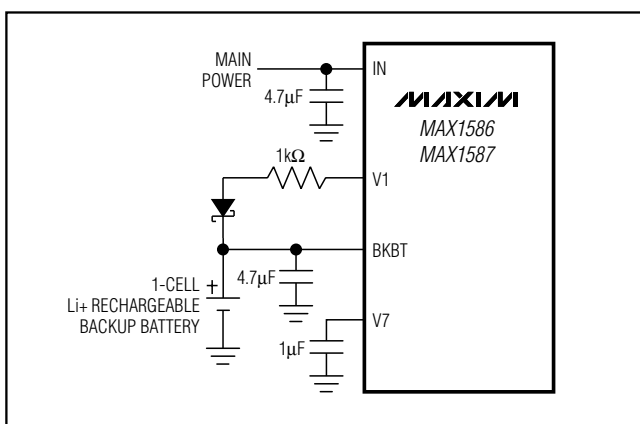 MAIN
POWER
IN
4.7μF
MAXIM
MAX1586
MAX1587
1kΩ
V1
BKBT
1-CELL +
Li+ RECHARGEABLE
BACKUP BATTERY
4.7μF
V7
1μF